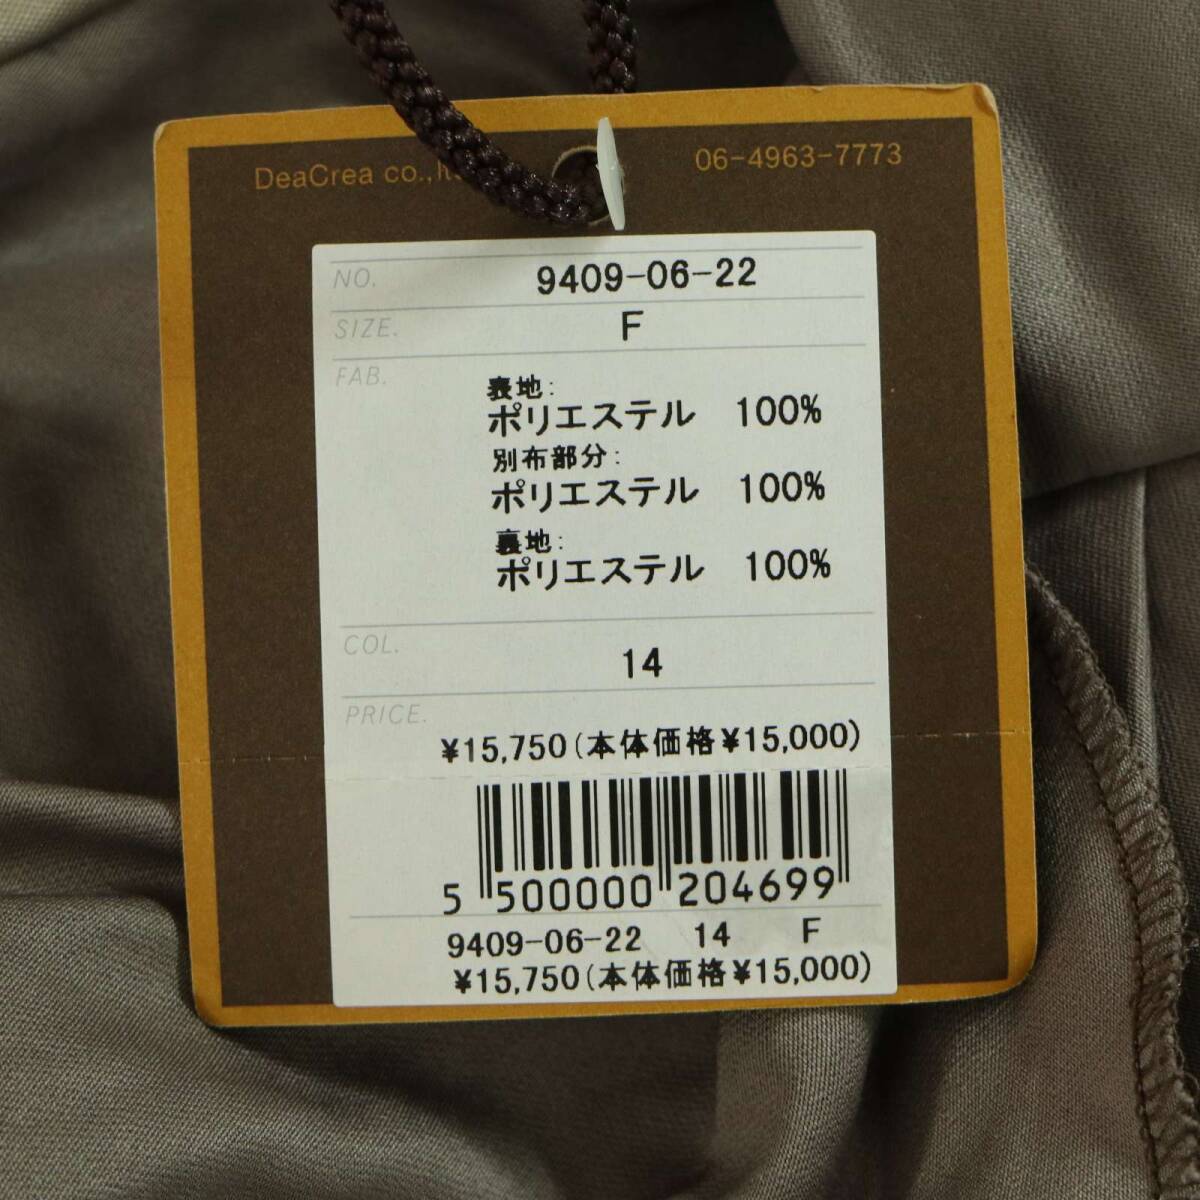 DeaCrea co.,
06-4963-7773
NO. 9409-06-22
SIZE. F
FAB.
表地:
ポリエステル 100%
別布部分:
ポリエステル 100%
裏地:
ポリエステル 100%
COL. 14
PRICE.
¥15,750(本体価格¥15,000)
5 500000 204699
9409-06-22 14 F
¥15,750(本体価格¥15,000)